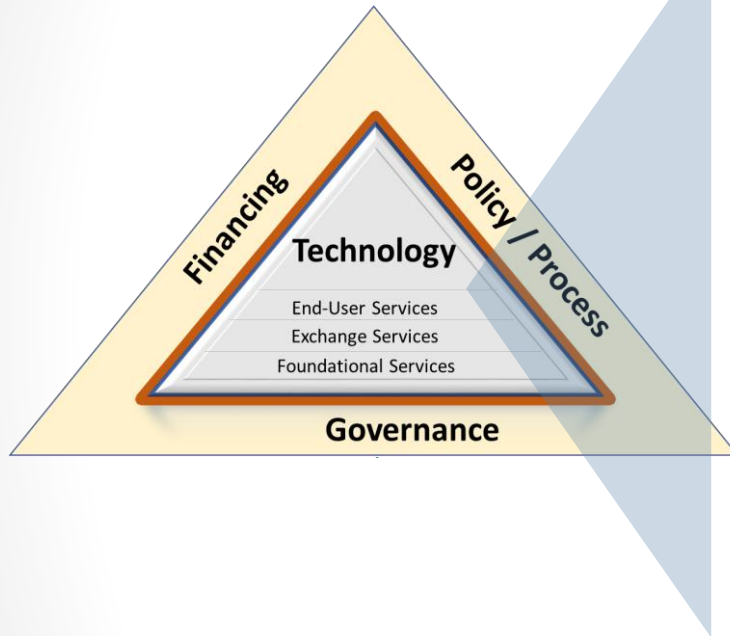 Financing
Policy / Process
Technology
End-User Services
Exchange Services
Foundational Services
Governance